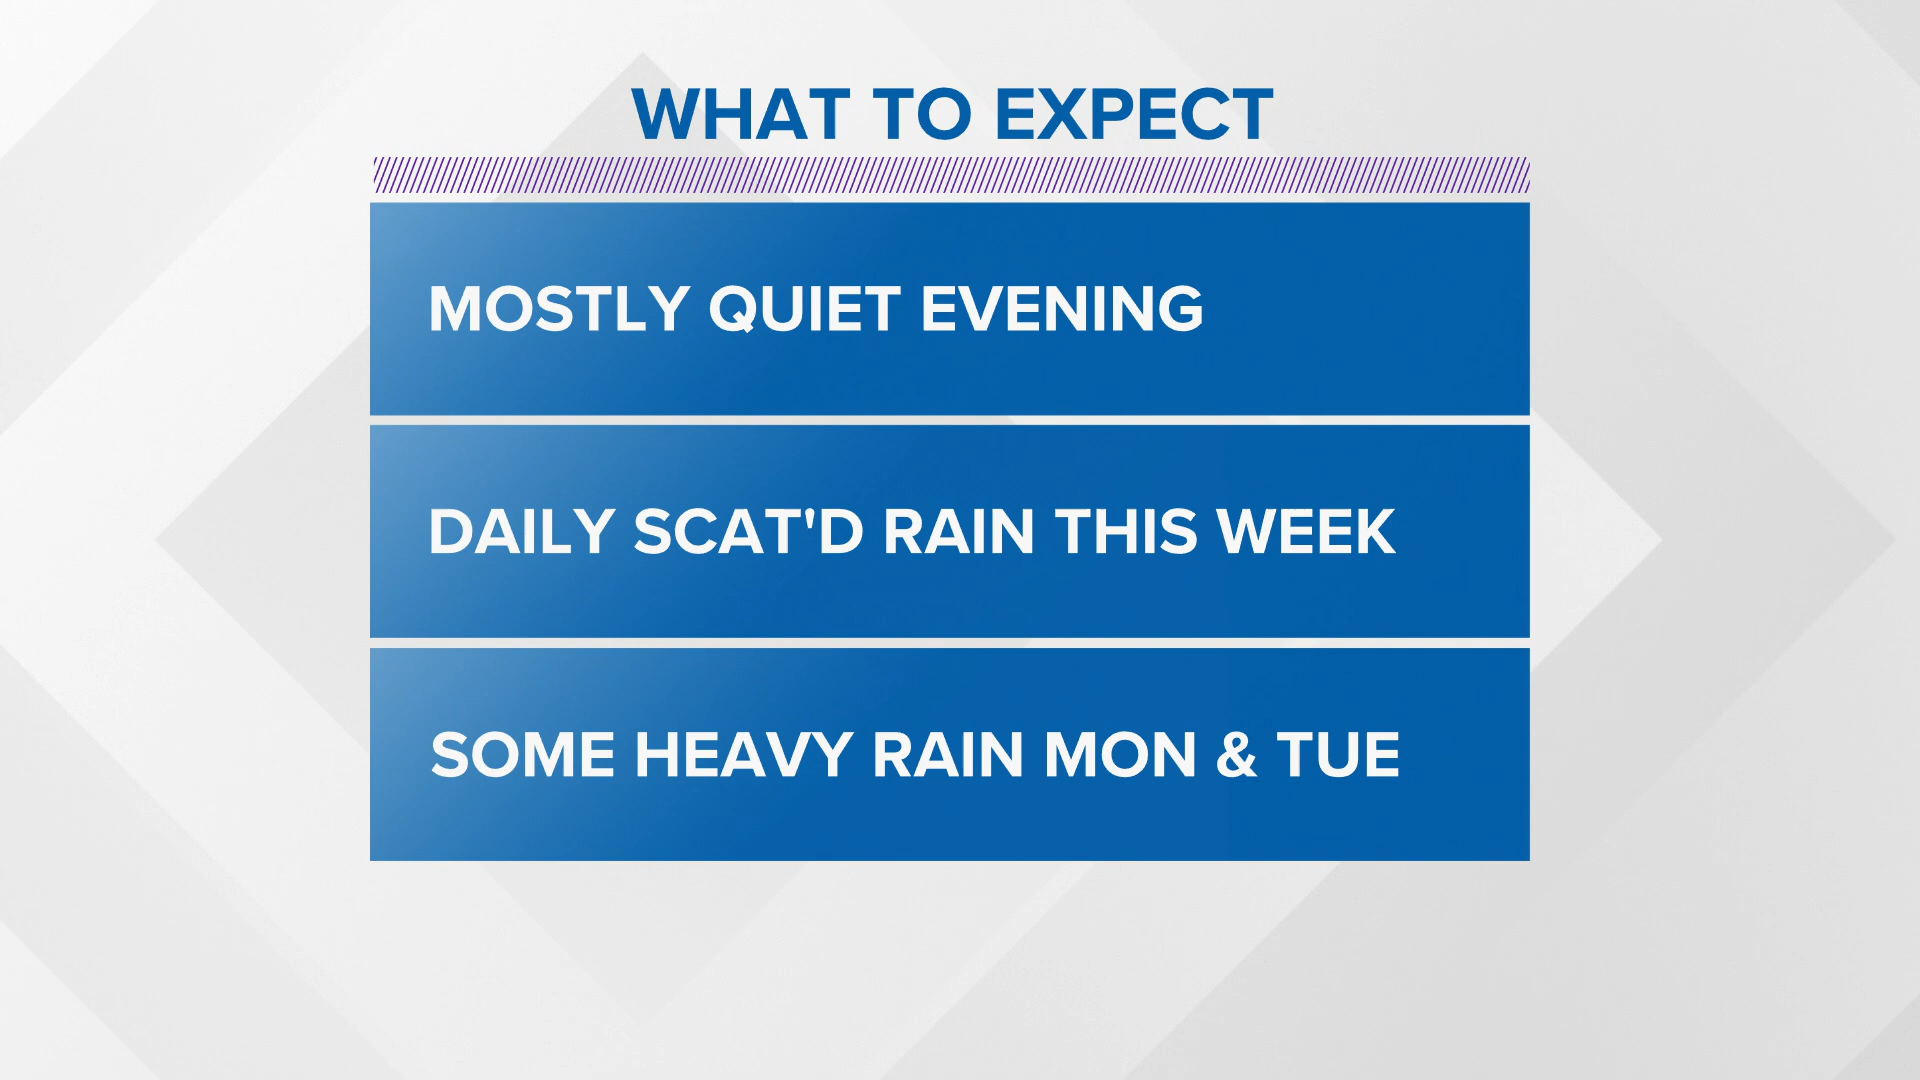 WHAT TO EXPECT
MOSTLY QUIET EVENING
DAILY SCAT'D RAIN THIS WEEK
SOME HEAVY RAIN MON & TUE